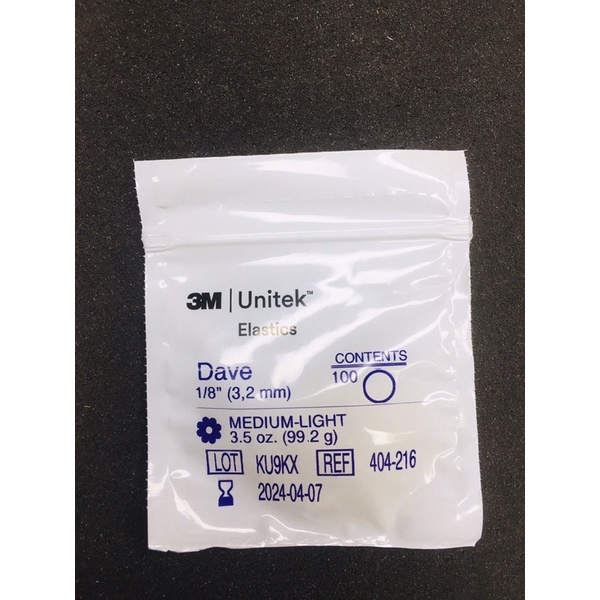 3M | Unitek™
Elastics
Dave
1/8" (3,2 mm)
CONTENTS
100
MEDIUM-LIGHT
3.5 oz. (99.2 g)
LOT KU9KX REF 404-216
2024-04-07